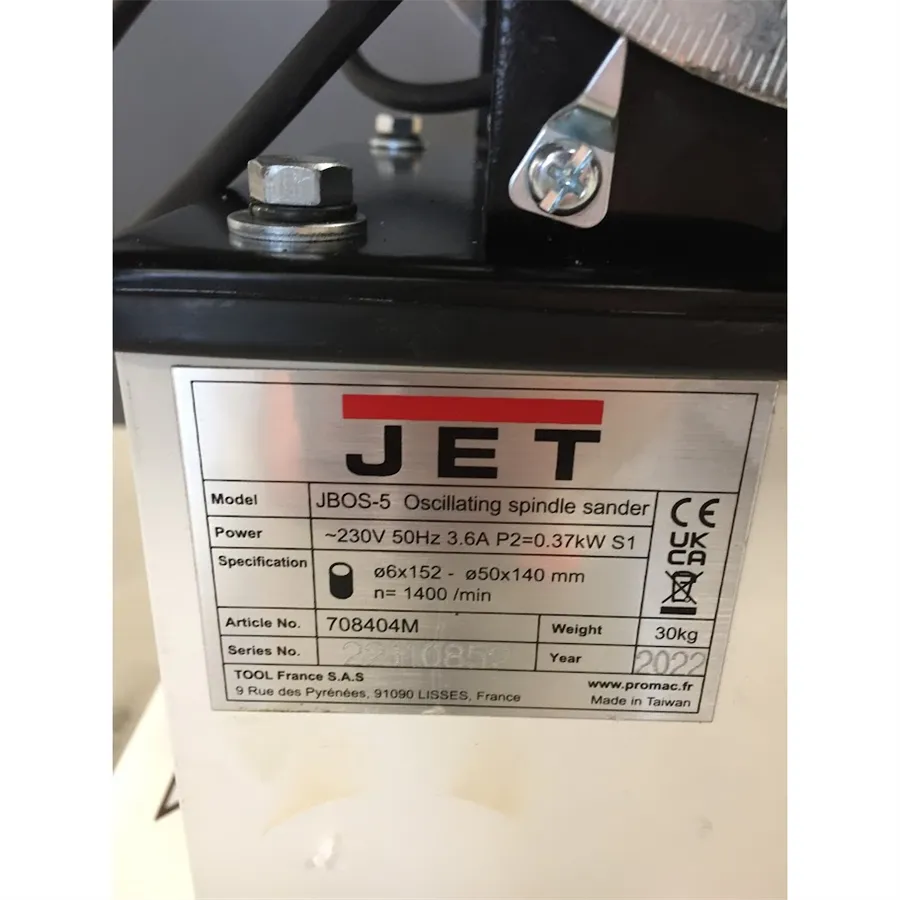 JET
Model JBOS-5 Oscillating spindle sander
CE
Power ~230V 50Hz 3.6A P2=0.37kW S1
UK
CA
Specification ø6x152 - ø50x140 mm
n= 1400 /min
Article No. 708404M Weight 30kg
Series No. Year 2022
TOOL France S.A.S www.promac.fr
9 Rue des Pyrénées, 91090 LISSES, France Made in Taiwan